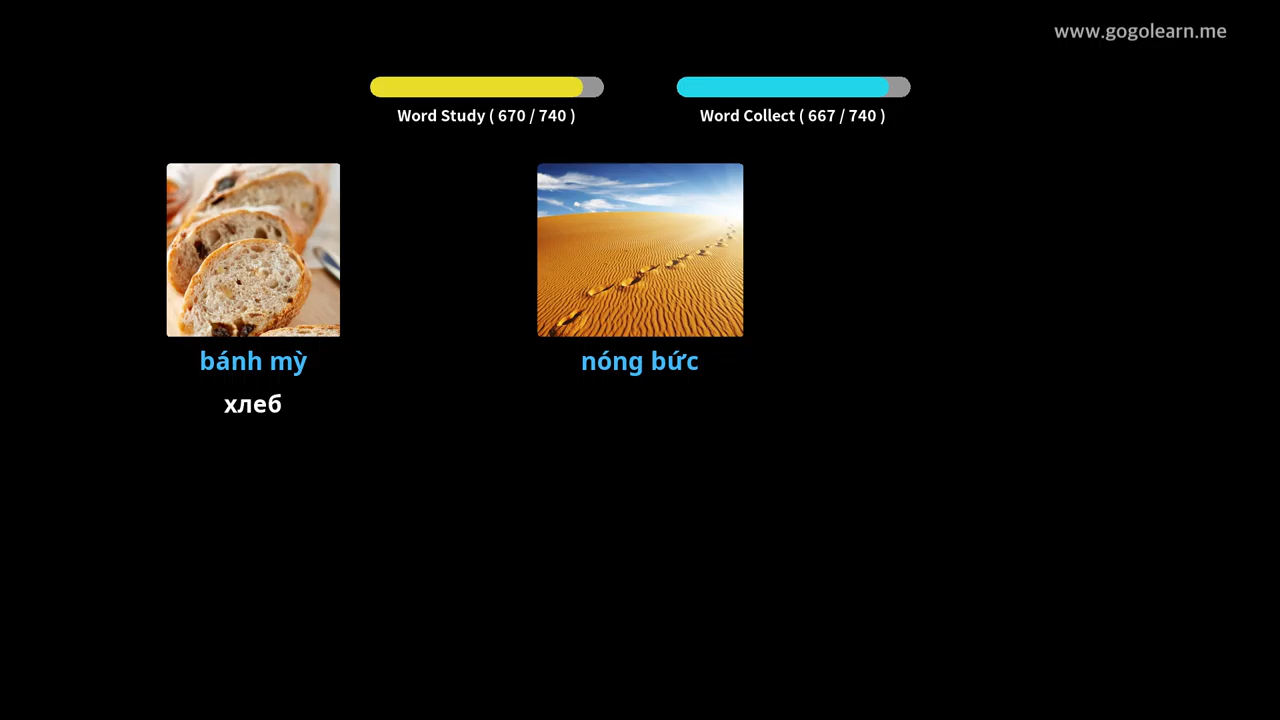 www.gogolearn.me
Word Study ( 670 / 740 )
Word Collect ( 667 / 740 )
bánh mỳ
nóng bức
хлеб